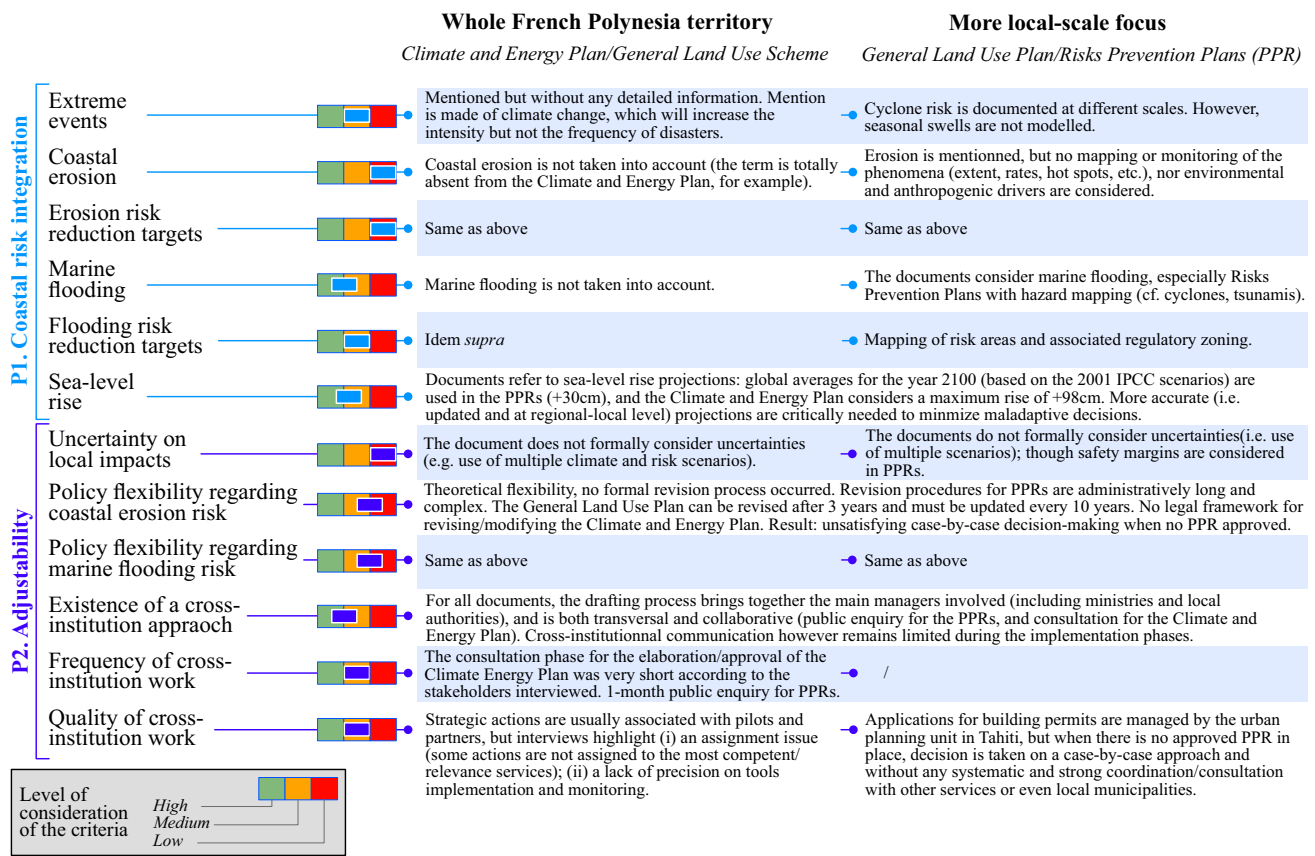 Whole French Polynesia territory
More local-scale focus
Climate and Energy Plan/General Land Use Scheme
General Land Use Plan/Risks Prevention Plans (PPR)
P1. Coastal risk integration
Extreme
events
Mentioned but without any detailed information. Mention
is made of climate change, which will increase the
intensity but not the frequency of disasters.
Cyclone risk is documented at different scales. However,
seasonal swells are not modelled.
Coastal
erosion
Coastal erosion is not taken into account (the term is totally
absent from the Climate and Energy Plan, for example).
Erosion is mentionned, but no mapping or monitoring of the
phenomena (extent, rates, hot spots, etc.), nor environmental
and anthropogenic drivers are considered.
Erosion risk
reduction targets
Same as above
Same as above
Marine
flooding
Marine flooding is not taken into account.
The documents consider marine flooding, especially Risks
Prevention Plans with hazard mapping (cf. cyclones, tsunamis).
Flooding risk
reduction targets
Idem supra
Mapping of risk areas and associated regulatory zoning.
Sea-level
rise
Documents refer to sea-level rise projections: global averages for the year 2100 (based on the 2001 IPCC scenarios) are
used in the PPRs (+30cm), and the Climate and Energy Plan considers a maximum rise of +98cm. More accurate (i.e.
updated and at regional-local level) projections are critically needed to minmize maladaptive decisions.
P2. Adjustability
Uncertainty on
local impacts
The document does not formally consider uncertainties
(e.g. use of multiple climate and risk scenarios).
The documents do not formally consider uncertainties(i.e. use
of multiple scenarios); though safety margins are considered
in PPRs.
Policy flexibility regarding
coastal erosion risk
Theoretical flexibility, no formal revision process occurred. Revision procedures for PPRs are administratively long and
complex. The General Land Use Plan can be revised after 3 years and must be updated every 10 years. No legal framework for
revising/modifying the Climate and Energy Plan. Result: unsatisfying case-by-case decision-making when no PPR approved.
Policy flexibility regarding
marine flooding risk
Same as above
Same as above
Existence of a cross-
institution appraoch
For all documents, the drafting process brings together the main managers involved (including ministries and local
authorities), and is both transversal and collaborative (public enquiry for the PPRs, and consultation for the Climate and
Energy Plan). Cross-institutionnal communication however remains limited during the implementation phases.
Frequency of cross-
institution work
The consultation phase for the elaboration/approval of the
Climate Energy Plan was very short according to the
stakeholders interviewed. 1-month public enquiry for PPRs.
/
Quality of cross-
institution work
Strategic actions are usually associated with pilots and
partners, but interviews highlight (i) an assignment issue
(some actions are not assigned to the most competent/
relevance services); (ii) a lack of precision on tools
implementation and monitoring.
Applications for building permits are managed by the urban
planning unit in Tahiti, but when there is no approved PPR in
place, decision is taken on a case-by-case approach and
without any systematic and strong coordination/consultation
with other services or even local municipalities.
Level of
consideration
of the criteria
High
Medium
Low